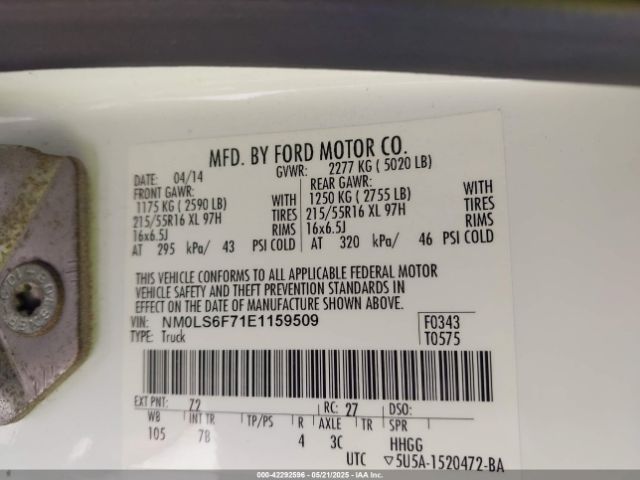 MFD. BY FORD MOTOR CO.
DATE: 04/14 GVWR: 2277 KG ( 5020 LB)
FRONT GAWR: REAR GAWR:
1175 KG ( 2590 LB) WITH 1250 KG ( 2755 LB) WITH
215/55R16 XL 97H TIRES 215/55R16 XL 97H TIRES
16x6.5J RIMS 16x6.5J RIMS
AT 295 kPa/ 43 PSI COLD AT 320 kPa/ 46 PSI COLD
THIS VEHICLE CONFORMS TO ALL APPLICABLE FEDERAL MOTOR
VEHICLE SAFETY AND THEFT PREVENTION STANDARDS IN EFFECT ON THE
DATE OF MANUFACTURE SHOWN ABOVE.
VIN: NM0LS6F71E1159509 F0343
TYPE: Truck T0575
EXT PNT: 72 RC: 27 DSO:
WB INT TR TP/PS R AXLE TR SPR
105 7B 4 3C HHGG
UTC ▽5U5A-1520472-BA
000-42292596 - 05/21/2025 - IAAI.COM